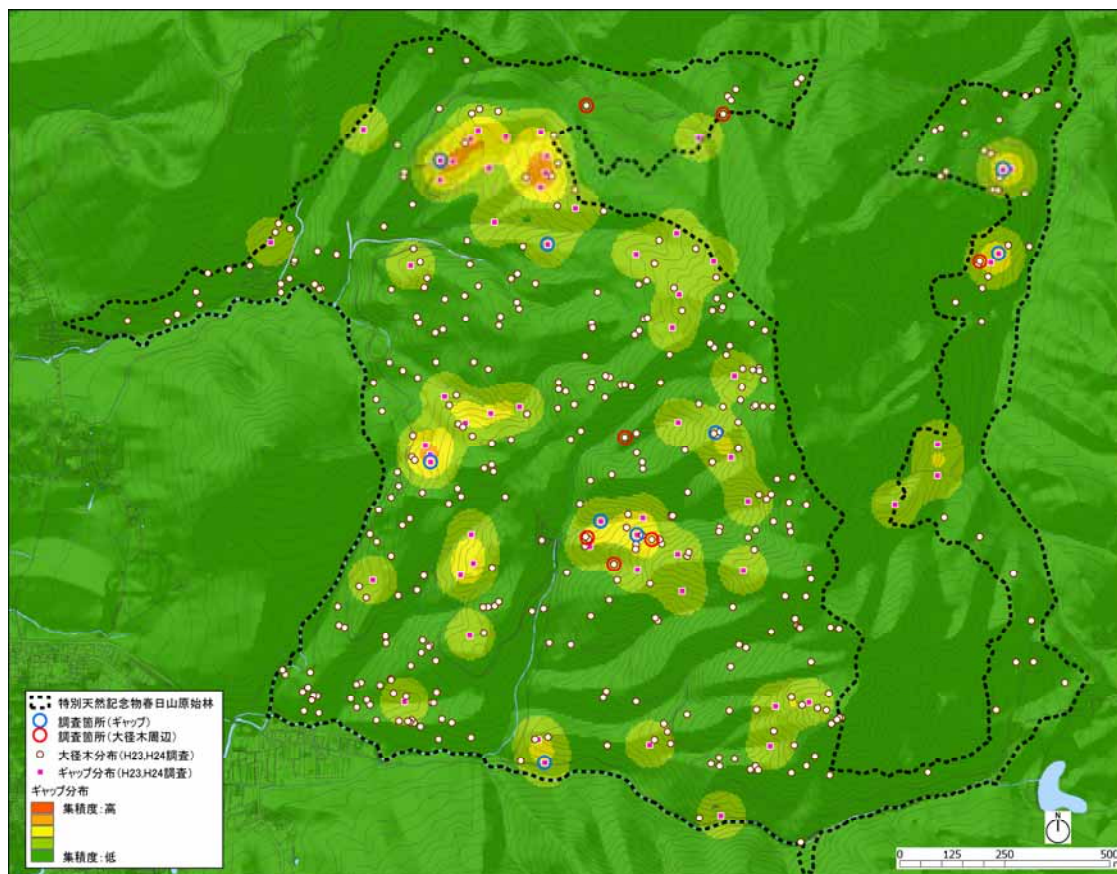 特別天然記念物春日山原始林
調査箇所(ギャップ)
調査箇所(大径木周辺)
大径木分布(H23,H24調査)
ギャップ分布(H23,H24調査)
ギャップ分布
集積度:高
集積度:低
N
0 125 250 500
m